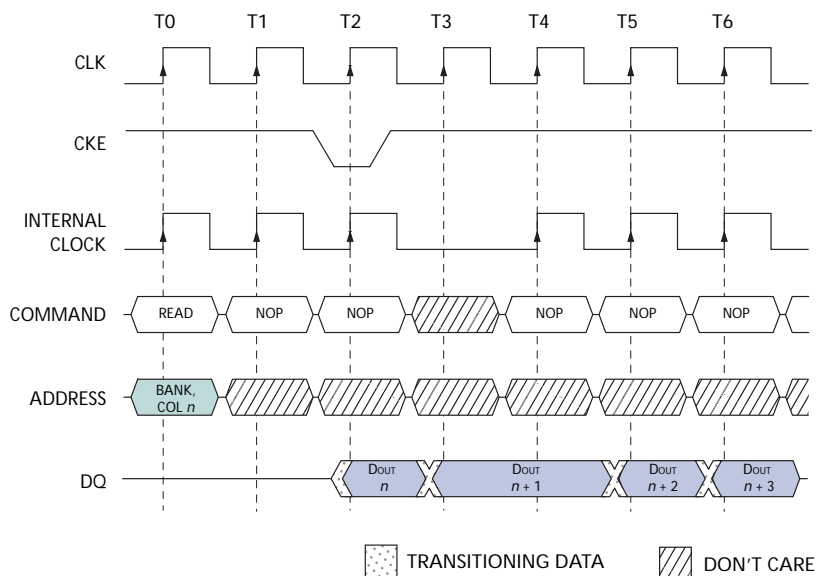 T0 T1 T2 T3 T4 T5 T6
CLK
CKE
INTERNAL
CLOCK
COMMAND READ NOP NOP NOP NOP NOP
ADDRESS BANK,
COL n
DQ DOUT DOUT DOUT DOUT
n n + 1 n + 2 n + 3
TRANSITIONING DATA DON'T CARE